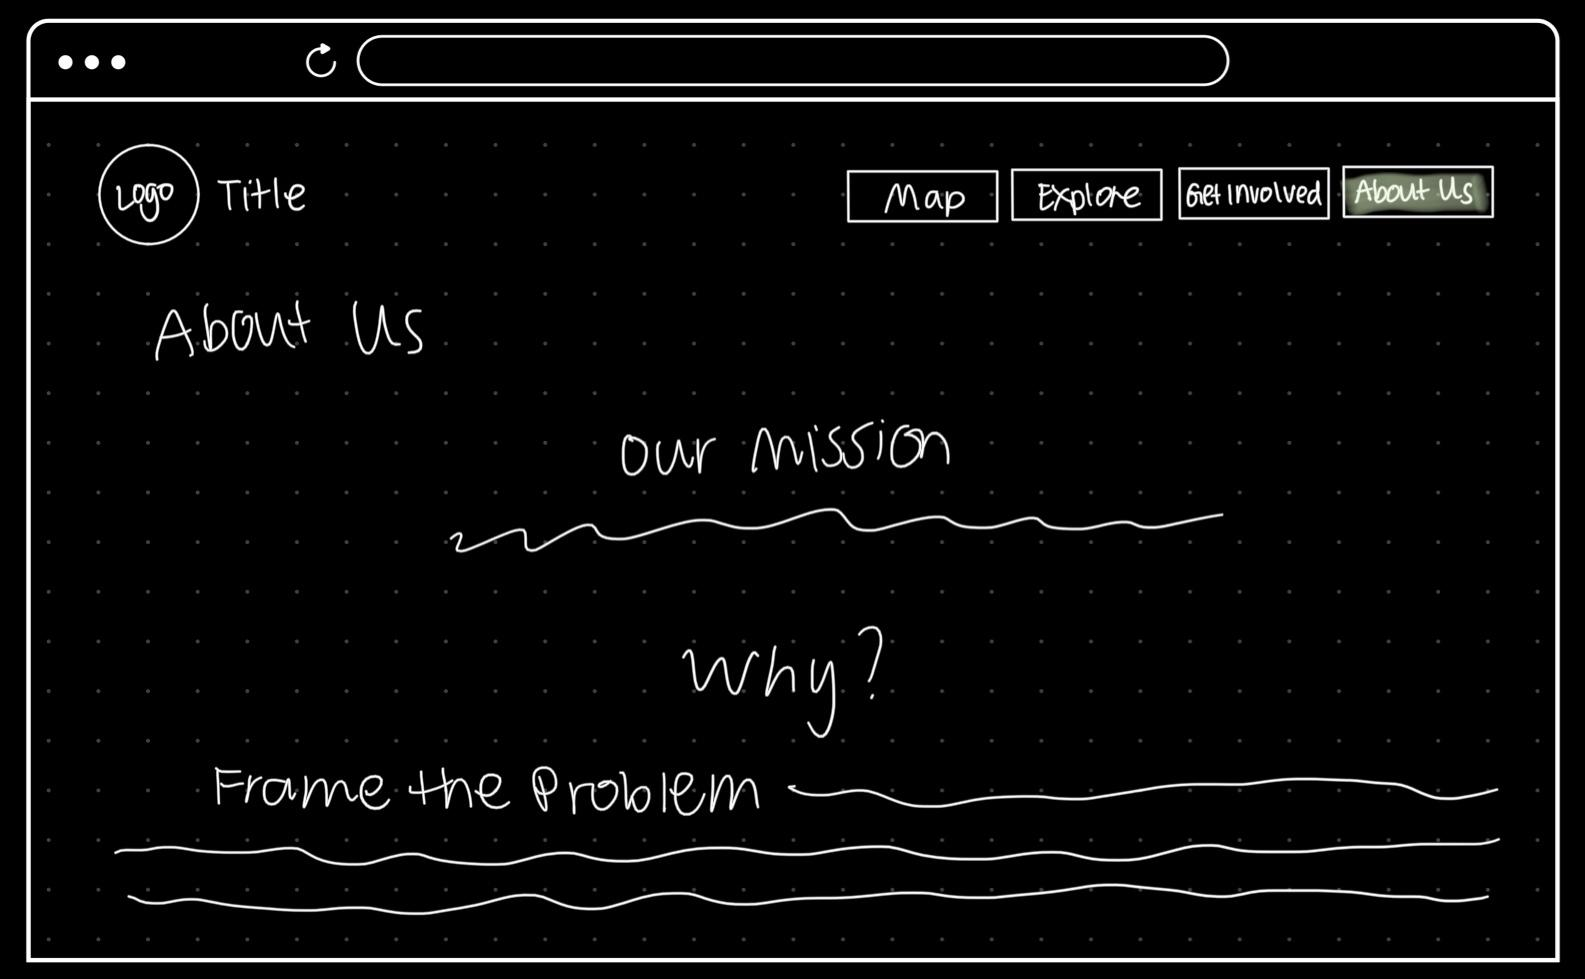 Logo Title Map Explore Get Involved About Us
About Us
our mission
Why?
Frame the Problem